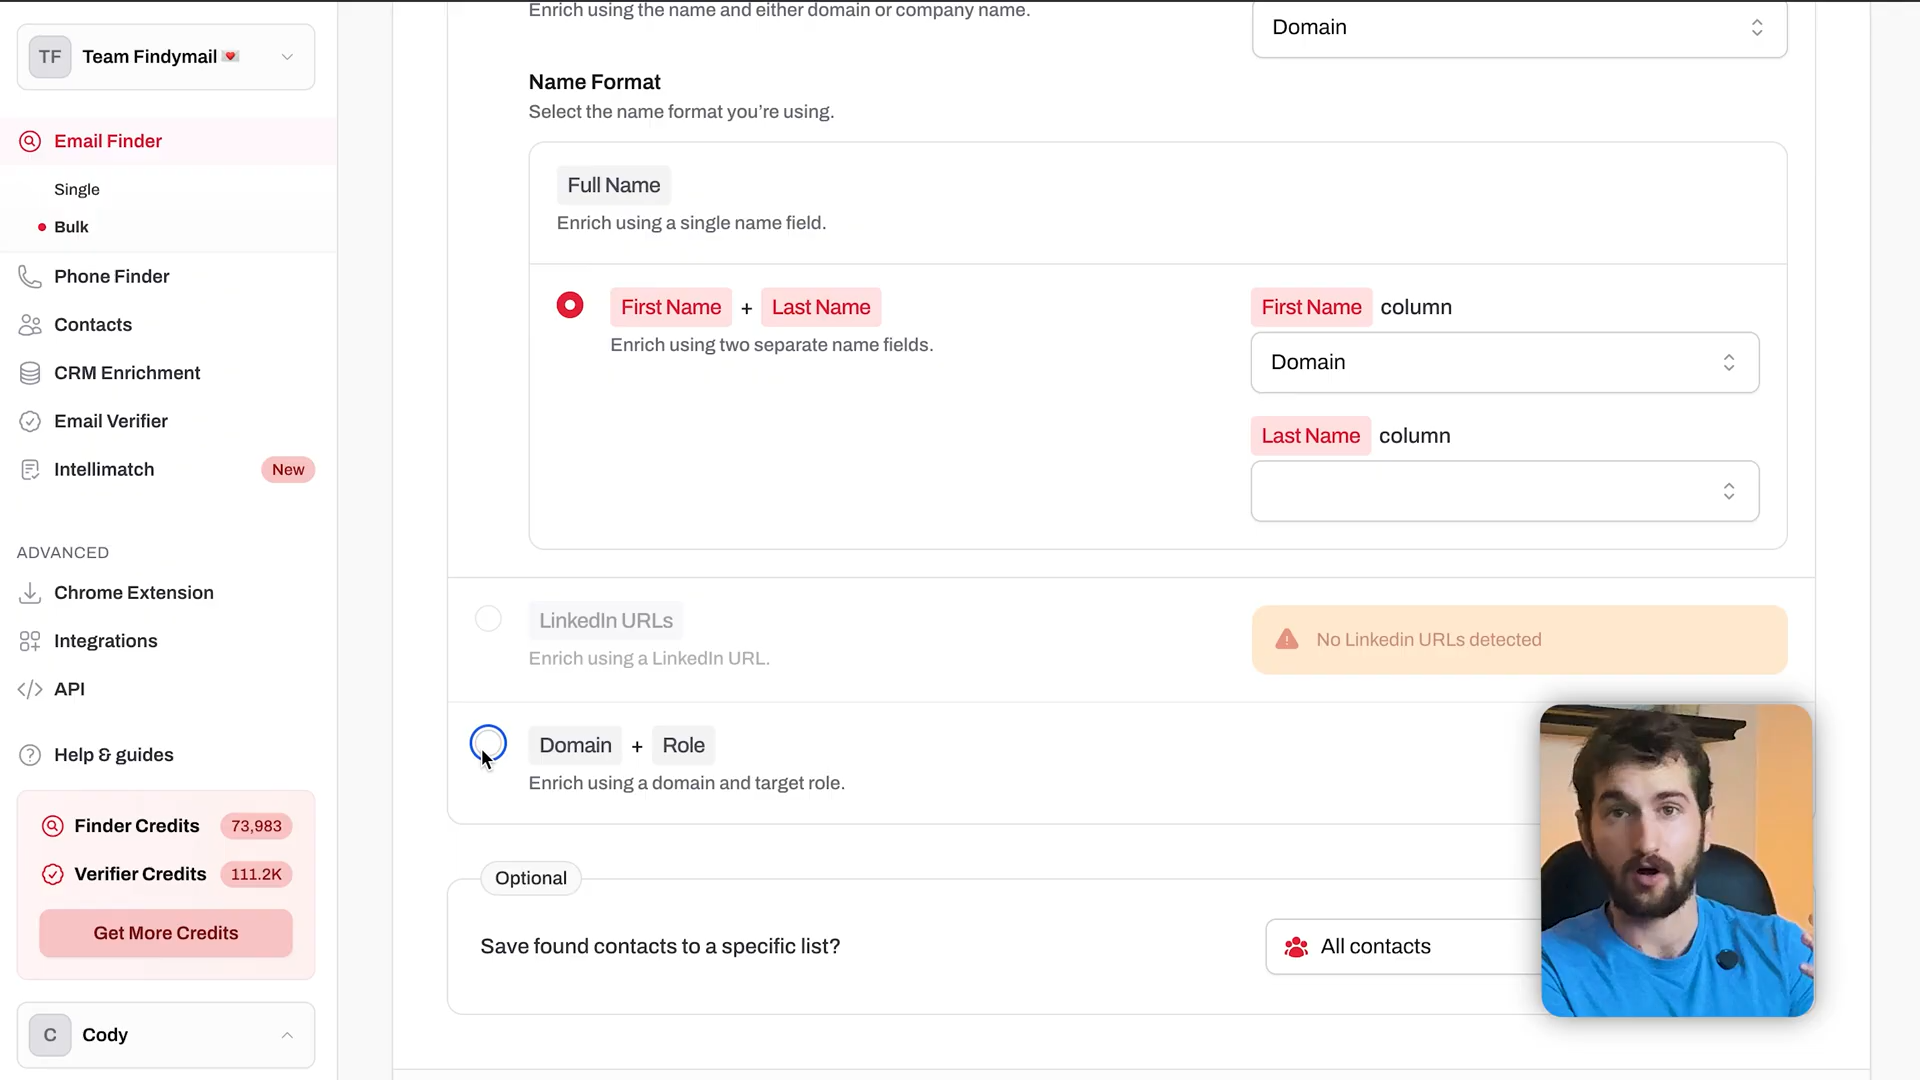 TF
Team Findymail
Email Finder
Single
Bulk
Phone Finder
Contacts
CRM Enrichment
Email Verifier
Intellimatch
New
ADVANCED
Chrome Extension
Integrations
API
Help & guides
Finder Credits
73,983
Verifier Credits
111.2K
Get More Credits
C
Cody
Enrich using the name and either domain or company name.
Domain
Name Format
Select the name format you’re using.
Full Name
Enrich using a single name field.
First Name + Last Name
Enrich using two separate name fields.
First Name column
Domain
Last Name column
LinkedIn URLs
Enrich using a LinkedIn URL.
No Linkedin URLs detected
Domain + Role
Enrich using a domain and target role.
Optional
Save found contacts to a specific list?
All contacts